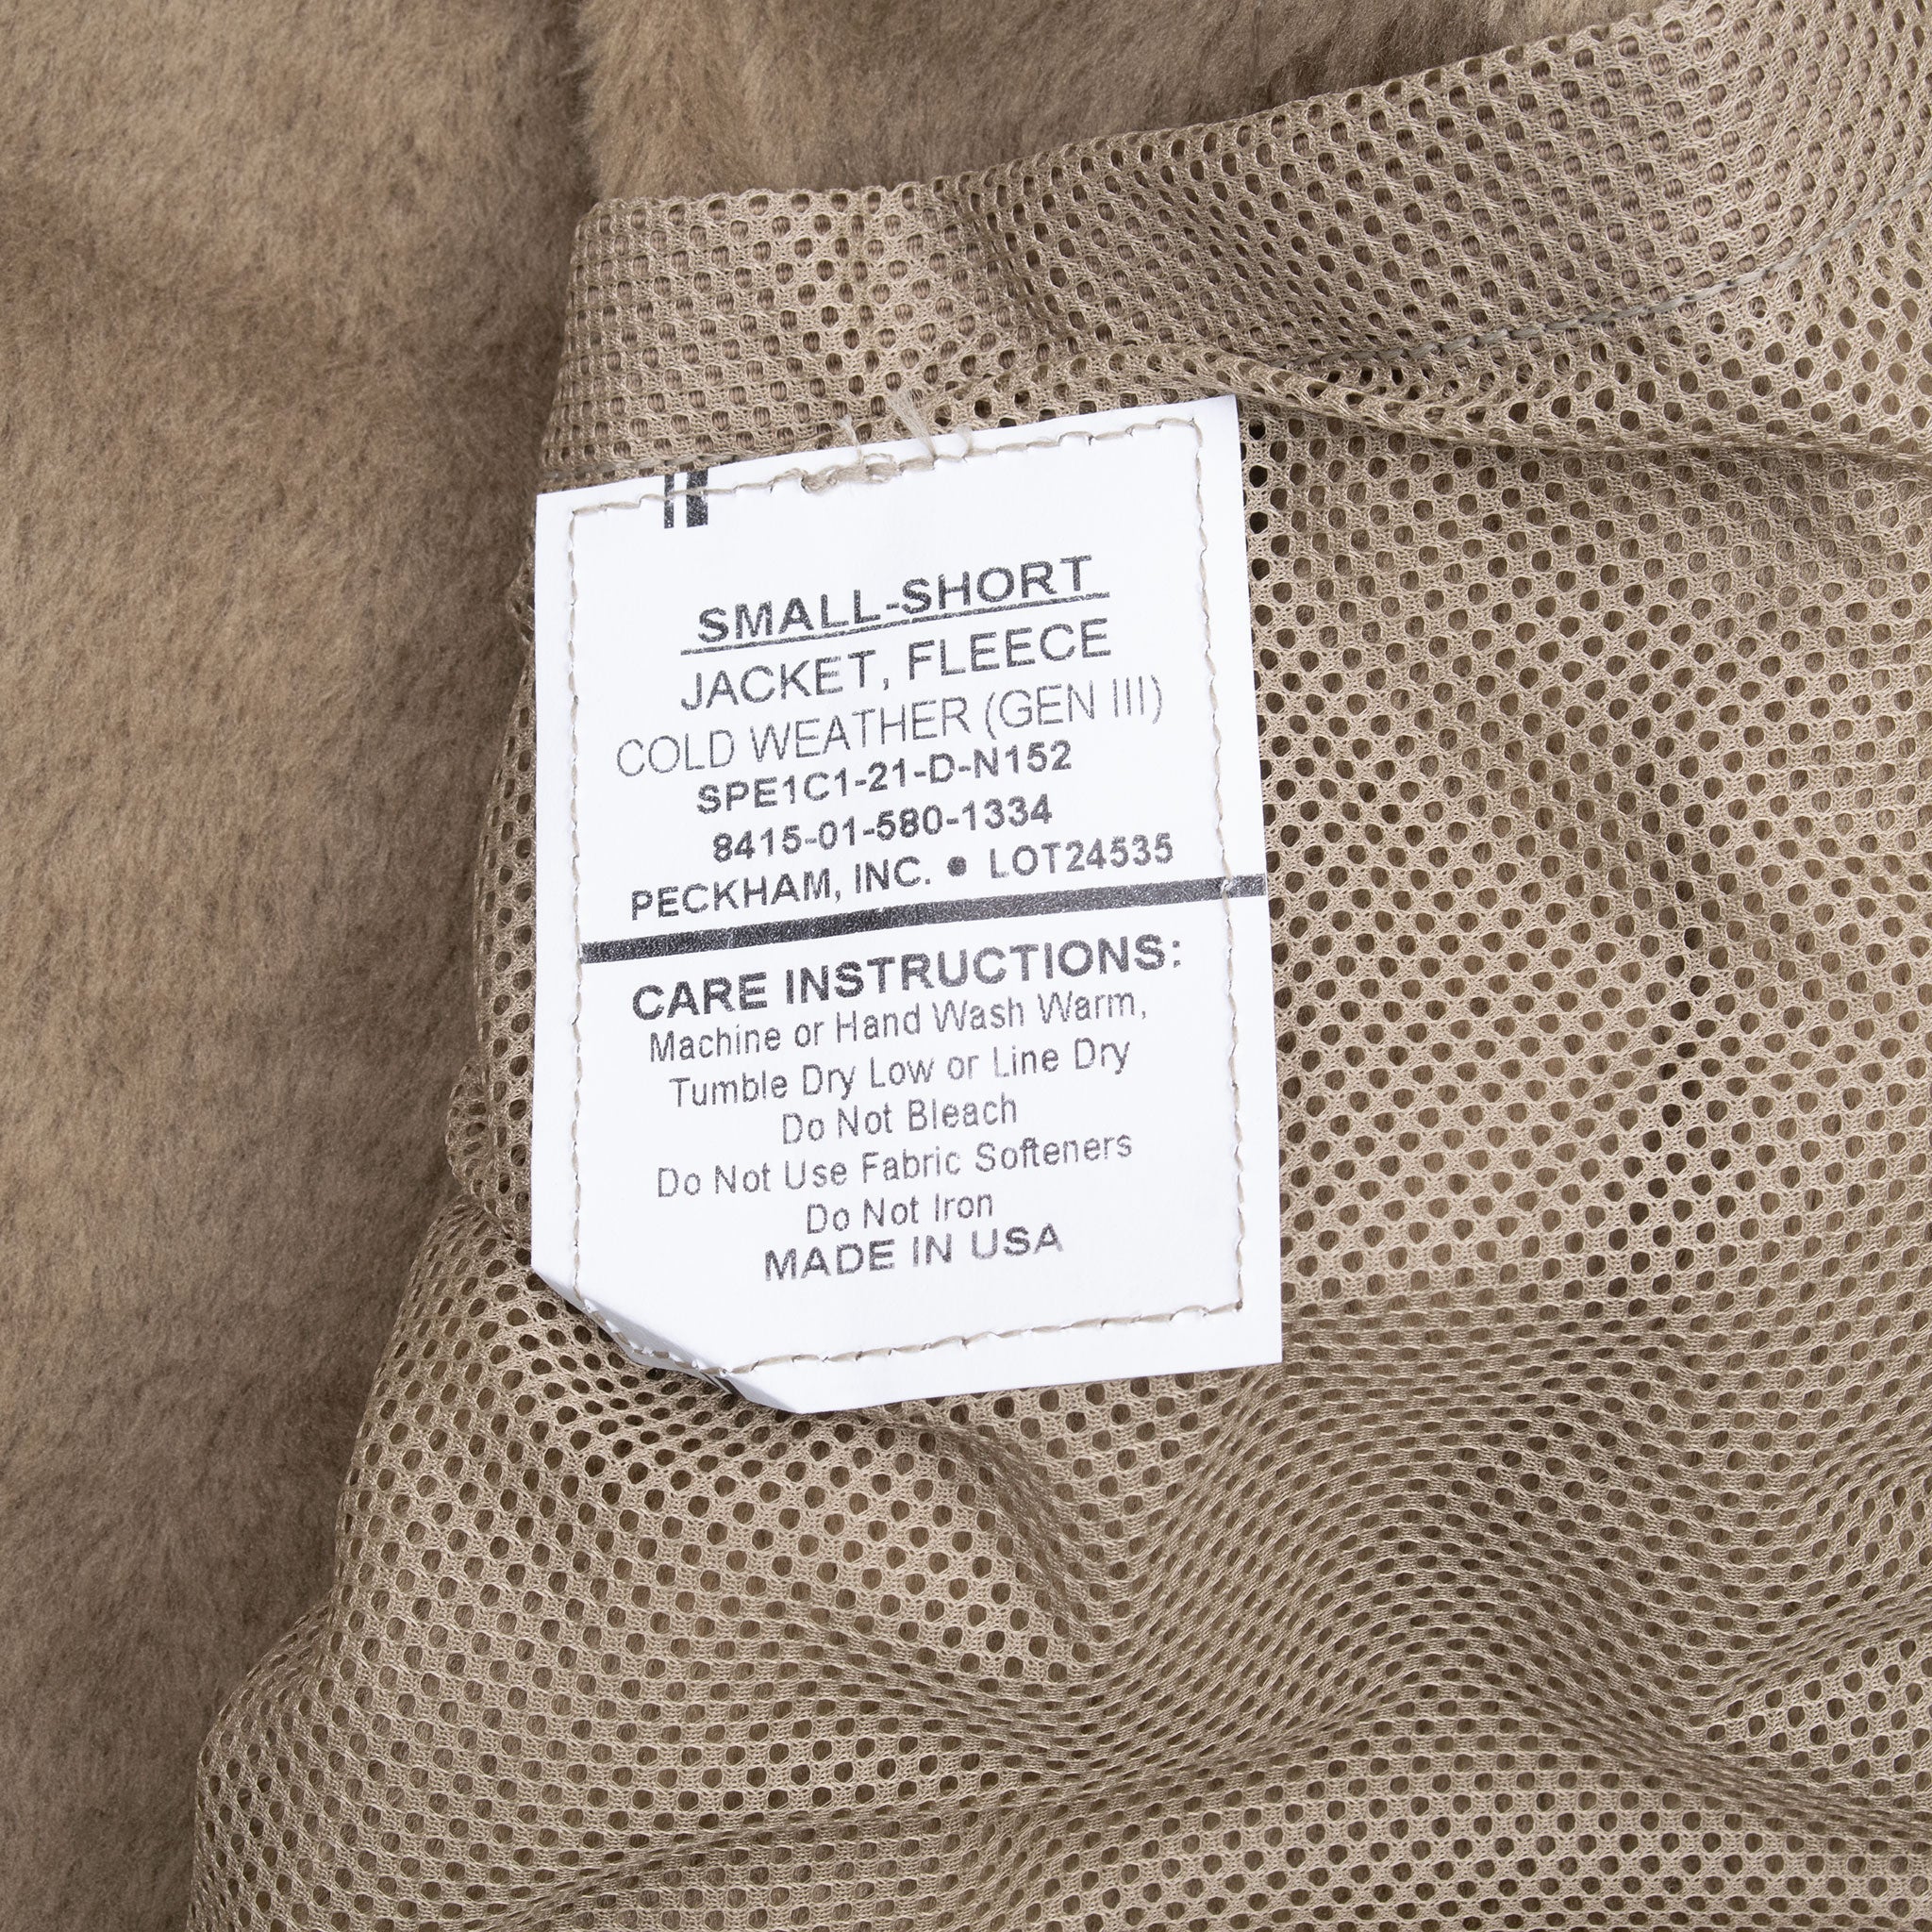 SMALL-SHORT
JACKET, FLEECE
COLD WEATHER (GEN III)
SPE1C1-21-D-N152
8415-01-580-1334
PECKHAM, INC. • LOT24535
CARE INSTRUCTIONS:
Machine or Hand Wash Warm,
Tumble Dry Low or Line Dry
Do Not Bleach
Do Not Use Fabric Softeners
Do Not Iron
MADE IN USA